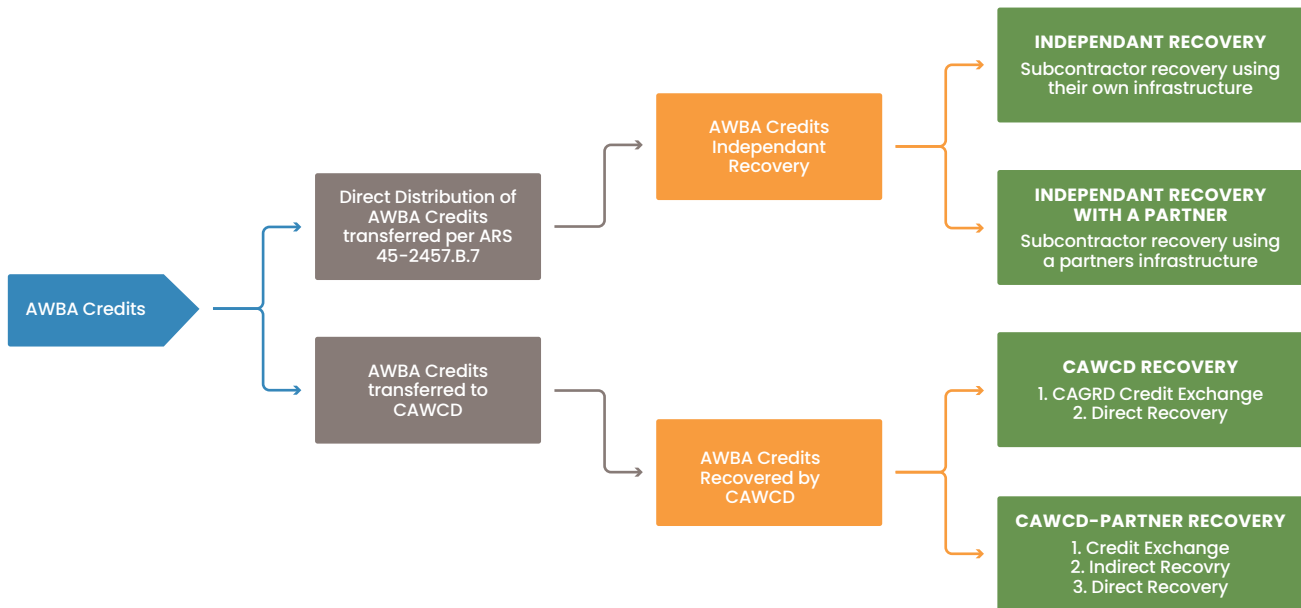 AWBA Credits
Direct Distribution of
AWBA Credits
transferred per ARS
45-2457.B.7
AWBA Credits
transferred to
CAWCD
AWBA Credits
Independant
Recovery
AWBA Credits
Recovered by
CAWCD
INDEPENDANT RECOVERY
Subcontractor recovery using
their own infrastructure
INDEPENDANT RECOVERY
WITH A PARTNER
Subcontractor recovery using
a partners infrastructure
CAWCD RECOVERY
1. CAGRD Credit Exchange
2. Direct Recovery
CAWCD-PARTNER RECOVERY
1. Credit Exchange
2. Indirect Recovry
3. Direct Recovery